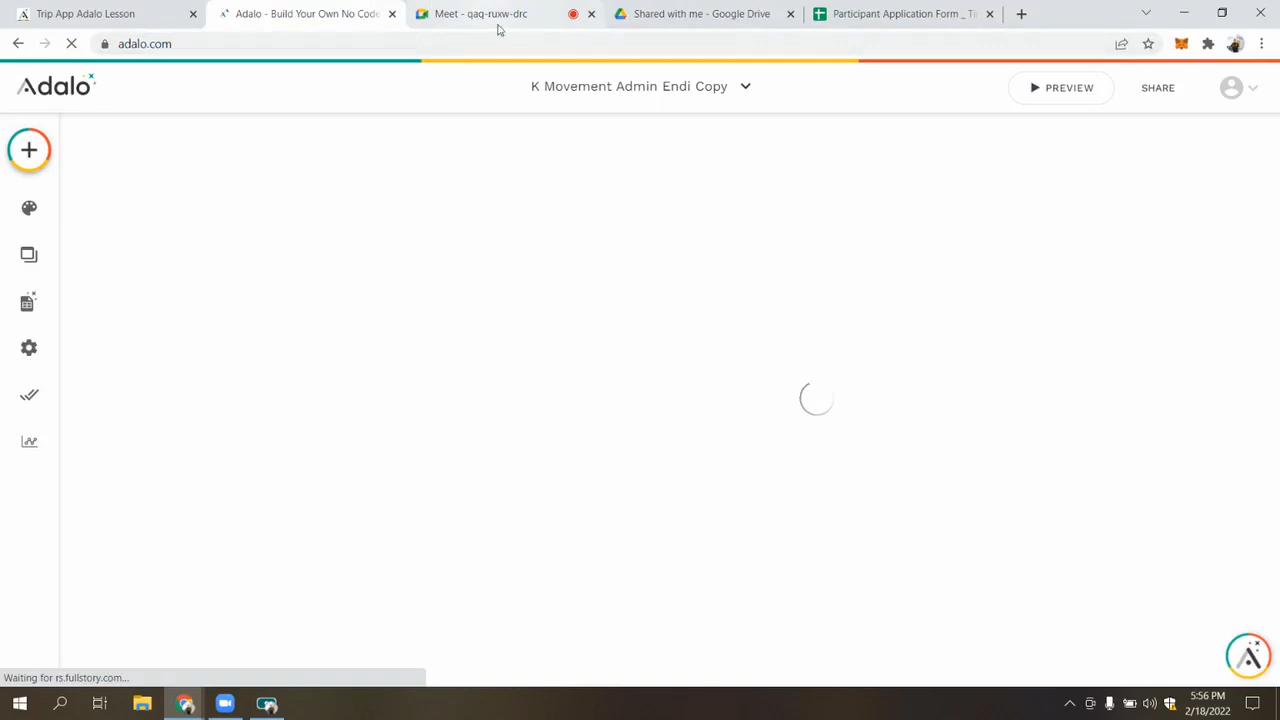 Trip App Adalo Lesson
Adalo - Build Your Own No Code
Meet - qaq-ruxw-drc
Shared with me - Google Drive
Participant Application Form _ Ti
adalo.com
Adalo
K Movement Admin Endi Copy
PREVIEW
SHARE
Waiting for rs.fullstory.com...
5:56 PM
2/18/2022